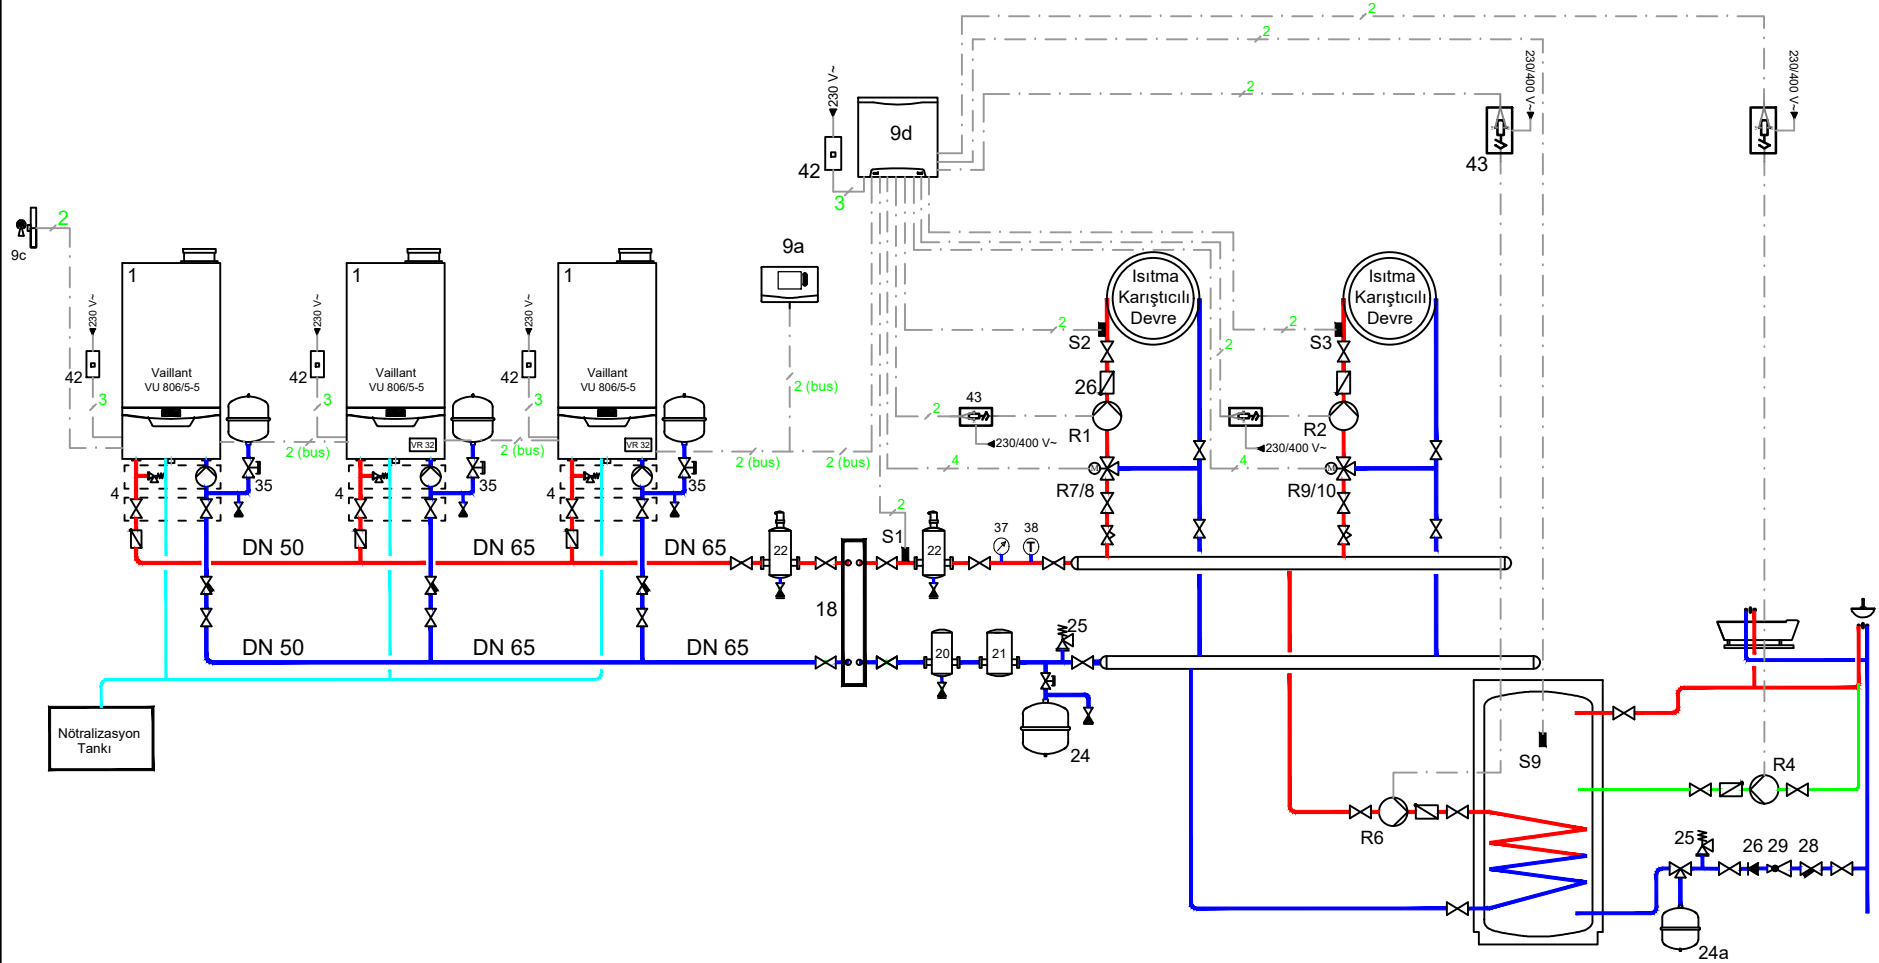 2
2
2
230 V~
230/400 V~
230/400 V~
9d
42
43
3
2
9c
9a
1
1
1
Isıtma
Karıştıcılı
Devre
Isıtma
Karıştıcılı
Devre
230 V~
230 V~
230 V~
2
2
S2
S3
2
42
42
42
Vaillant
VU 806/5-5
Vaillant
VU 806/5-5
Vaillant
VU 806/5-5
3
3
3
2 (bus)
26
43
2
R1
R2
230/400 V~
230/400 V~
VR 32
VR 32
2 (bus)
2 (bus)
2 (bus)
2 (bus)
4
4
M
M
R7/8
R9/10
4
35
4
35
4
35
2
S1
37
38
T
DN 50
DN 65
DN 65
22
22
18
DN 50
DN 65
DN 65
20
21
25
24
Nötralizasyon
Tankı
S9
R4
R6
25
26
29
28
24a